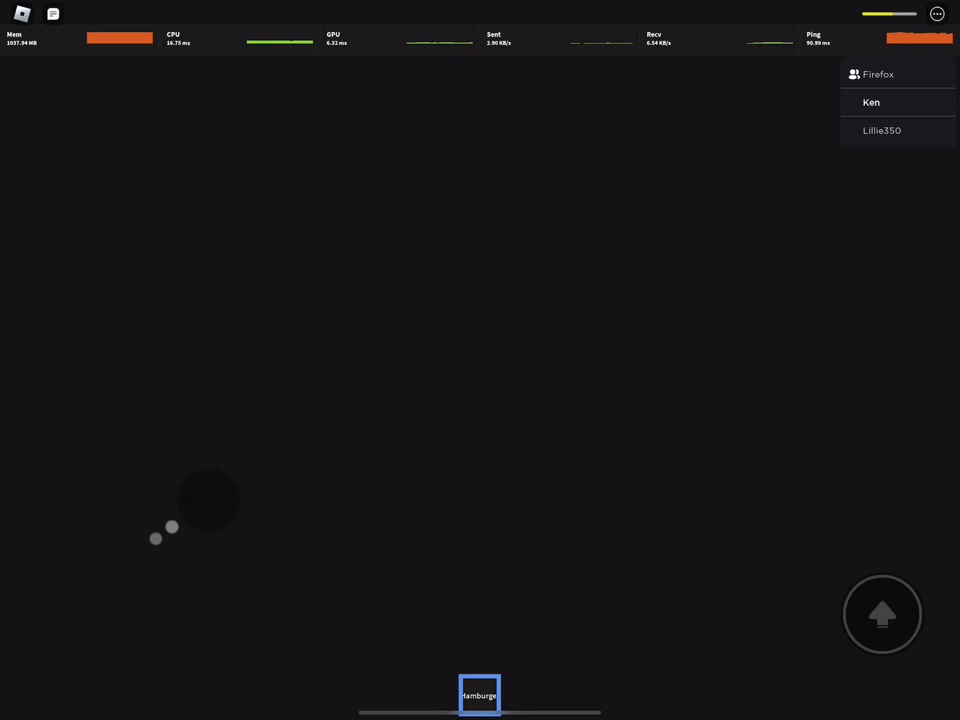 Mem
1037.94 MB
CPU
16.75 ms
GPU
6.32 ms
Sent
2.90 KB/s
Recv
6.54 KB/s
Ping
90.99 ms
Firefox
Ken
Lillie350
Hamburge